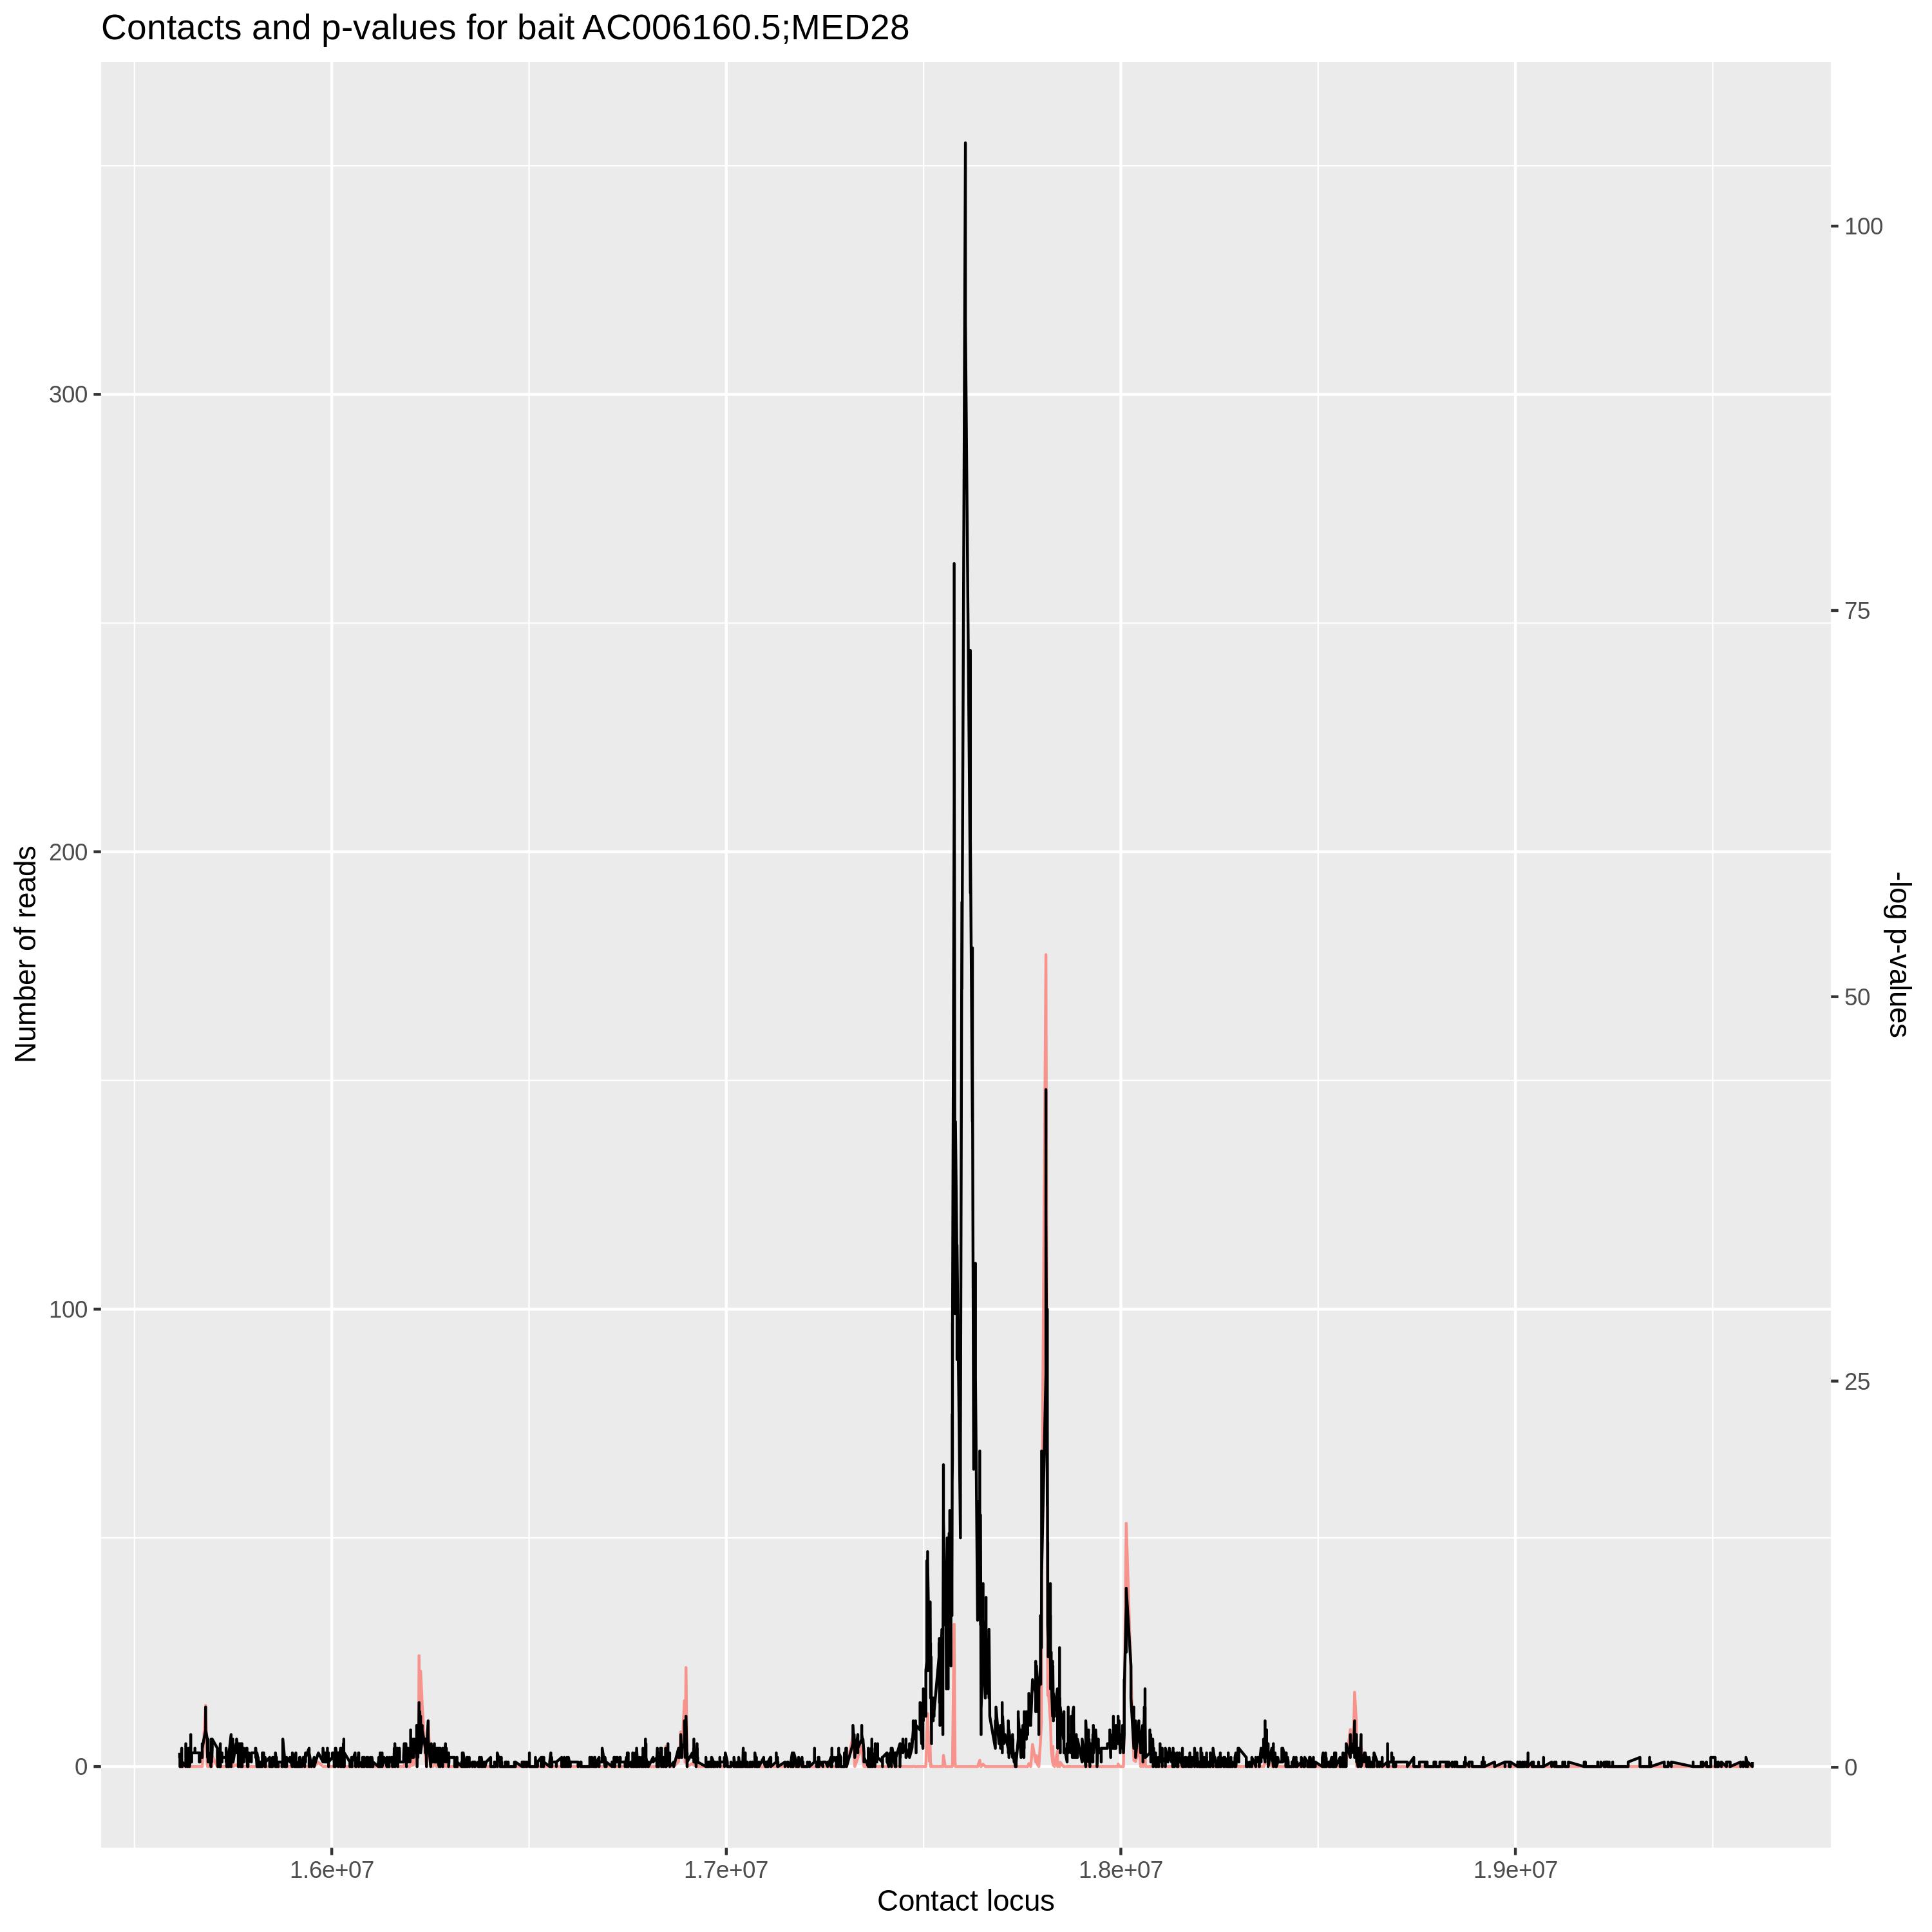 Contacts and p-values for bait AC006160.5;MED28
Number of reads
300
200
100
0
100
75
50
25
0
-log p-values
1.6e+07 1.7e+07 1.8e+07 1.9e+07
Contact locus